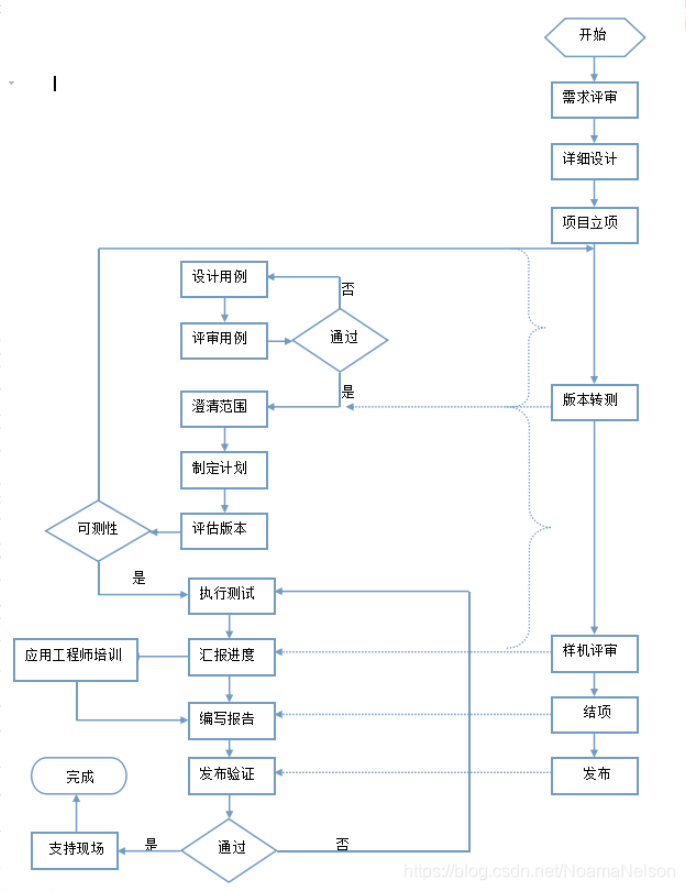 开始
需求评审
详细设计
项目立项
设计用例
否
评审用例
通过
是
澄清范围
版本转测
制定计划
可测性
评估版本
是
执行测试
应用工程师培训
汇报进度
样机评审
编写报告
结项
完成
发布验证
发布
支持现场
是
通过
否
https://blog.csdn.net/NoamaNelson